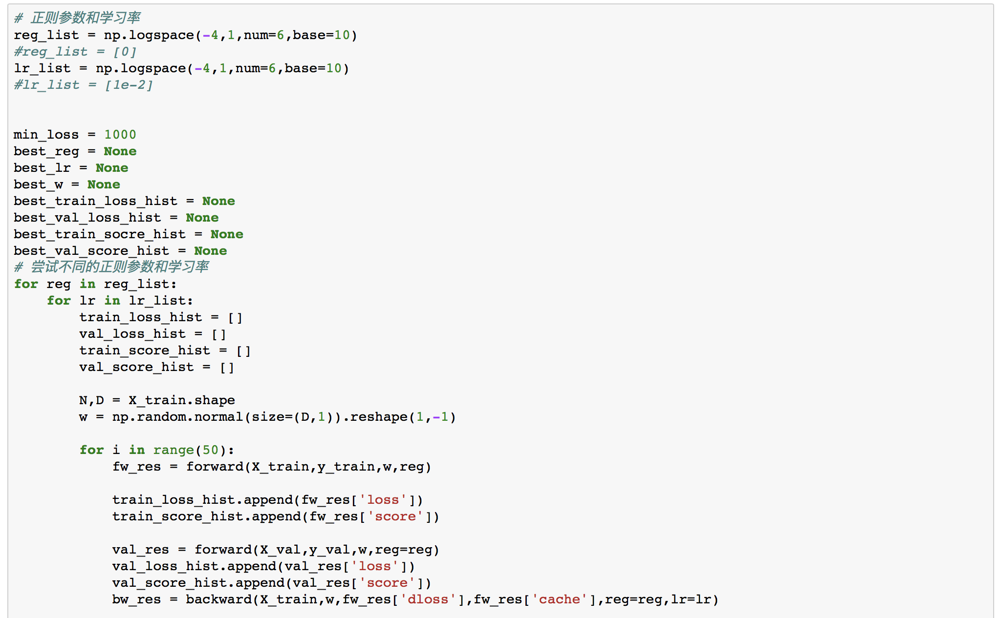 # 正则参数和学习率
reg_list = np.logspace(-4,1,num=6,base=10)
#reg_list = [0]
lr_list = np.logspace(-4,1,num=6,base=10)
#lr_list = [1e-2]
min_loss = 1000
best_reg = None
best_lr = None
best_w = None
best_train_loss_hist = None
best_val_loss_hist = None
best_train_socre_hist = None
best_val_score_hist = None
# 尝试不同的正则参数和学习率
for reg in reg_list:
    for lr in lr_list:
        train_loss_hist = []
        val_loss_hist = []
        train_score_hist = []
        val_score_hist = []
        N,D = X_train.shape
        w = np.random.normal(size=(D,1)).reshape(1,-1)
        for i in range(50):
            fw_res = forward(X_train,y_train,w,reg)
            train_loss_hist.append(fw_res['loss'])
            train_score_hist.append(fw_res['score'])
            val_res = forward(X_val,y_val,w,reg=reg)
            val_loss_hist.append(val_res['loss'])
            val_score_hist.append(val_res['score'])
            bw_res = backward(X_train,w,fw_res['dloss'],fw_res['cache'],reg=reg,lr=lr)